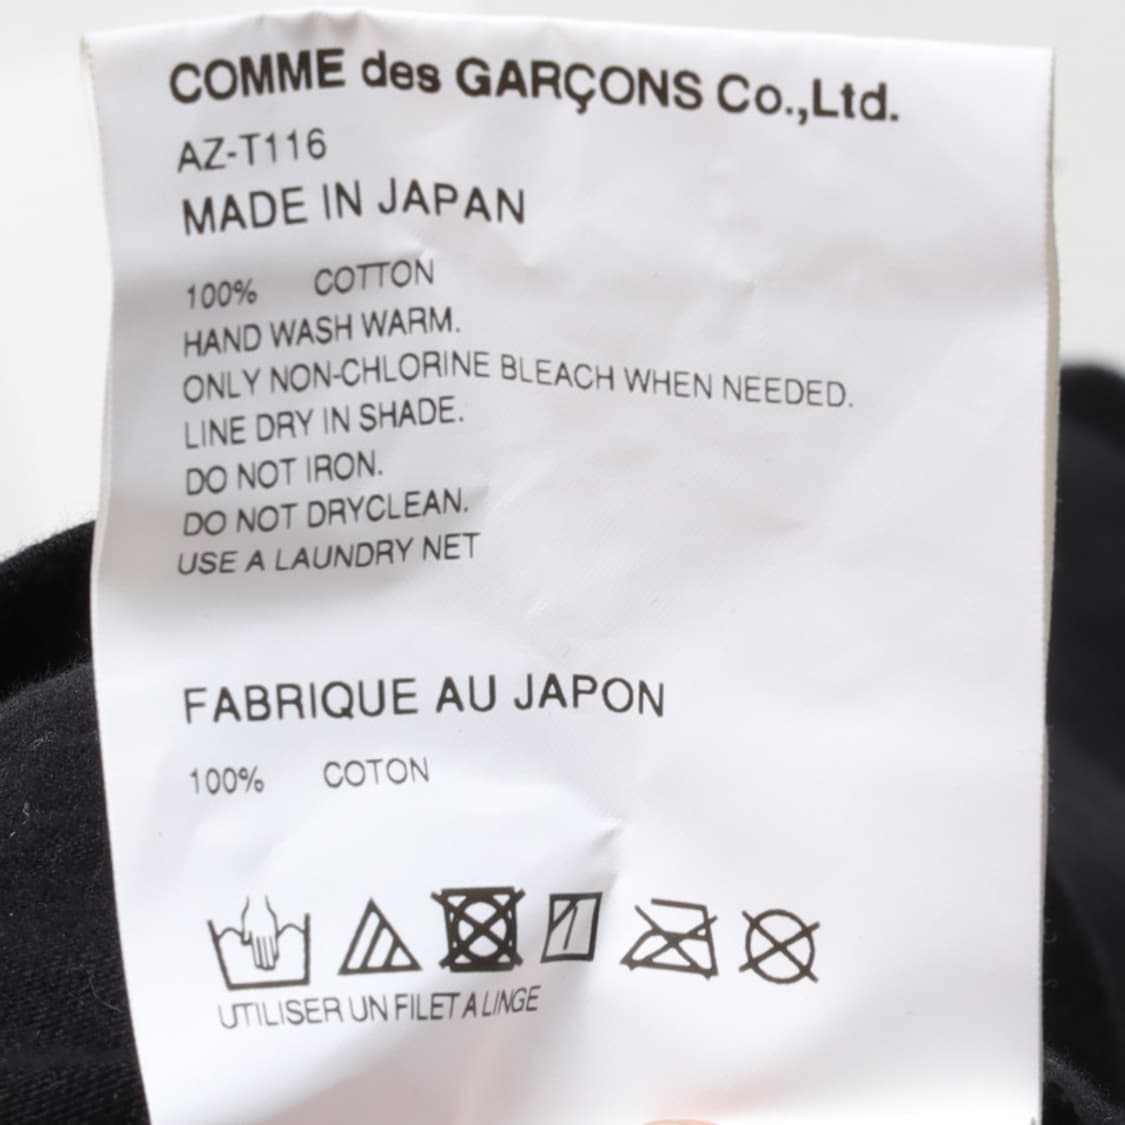 COMME des GARÇONS Co.,Ltd.
AZ-T116
MADE IN JAPAN
100% COTTON
HAND WASH WARM.
ONLY NON-CHLORINE BLEACH WHEN NEEDED.
LINE DRY IN SHADE.
DO NOT IRON.
DO NOT DRYCLEAN.
USE A LAUNDRY NET
FABRIQUE AU JAPON
100% COTON
UTILISER UN FILET A LINGE